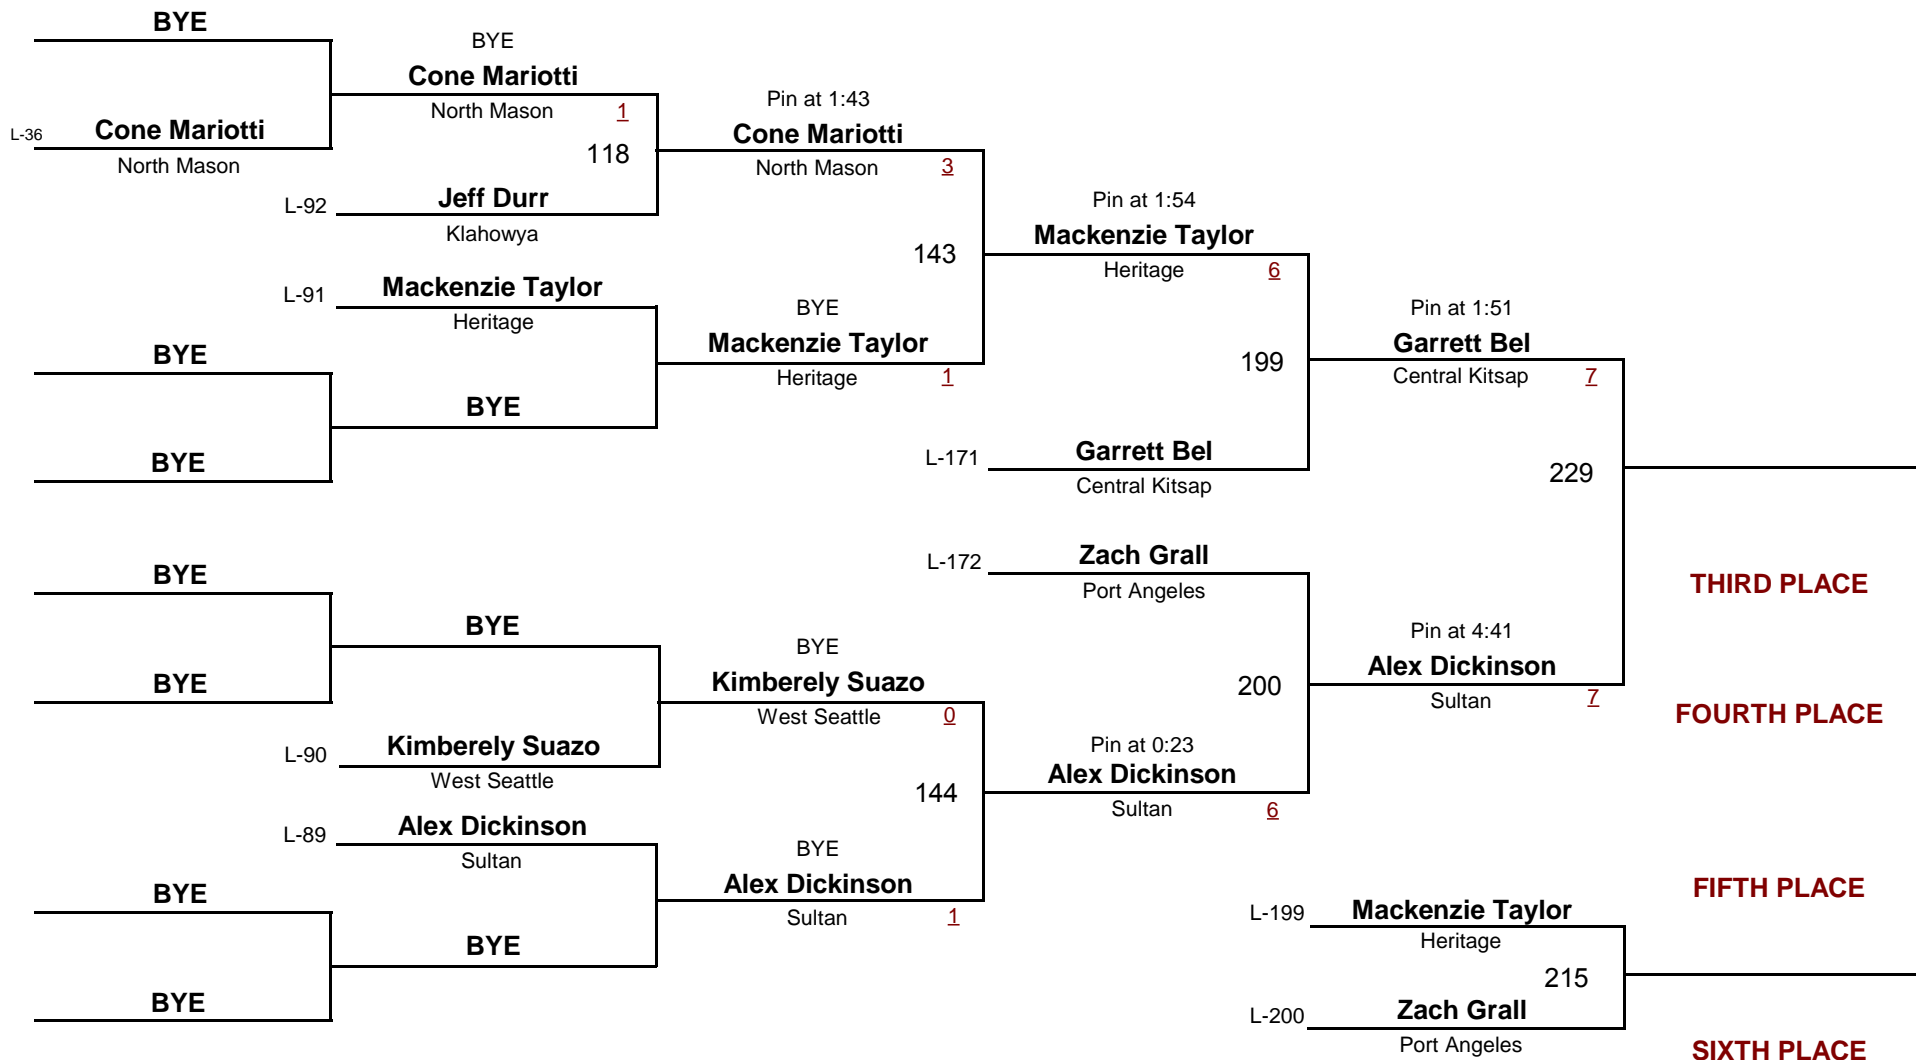 BYE
BYE
Cone Mariotti
North Mason 1
L-36 Cone Mariotti
North Mason
118
Pin at 1:43
Cone Mariotti
North Mason 3
L-92 Jeff Durr
Klahowya
143
Pin at 1:54
Mackenzie Taylor
Heritage 6
L-91 Mackenzie Taylor
Heritage
BYE
Mackenzie Taylor
Heritage 1
BYE
BYE
BYE
199
Pin at 1:51
Garrett Bel
Central Kitsap 7
L-171 Garrett Bel
Central Kitsap
229
L-172 Zach Grall
Port Angeles
THIRD PLACE
BYE
BYE
BYE
BYE
Kimberely Suazo
West Seattle 0
200
Pin at 4:41
Alex Dickinson
Sultan 7
FOURTH PLACE
L-90 Kimberely Suazo
West Seattle
144
Pin at 0:23
Alex Dickinson
Sultan 6
L-89 Alex Dickinson
Sultan
BYE
Alex Dickinson
Sultan 1
BYE
BYE
BYE
FIFTH PLACE
L-199 Mackenzie Taylor
Heritage
215
L-200 Zach Grall
Port Angeles
SIXTH PLACE